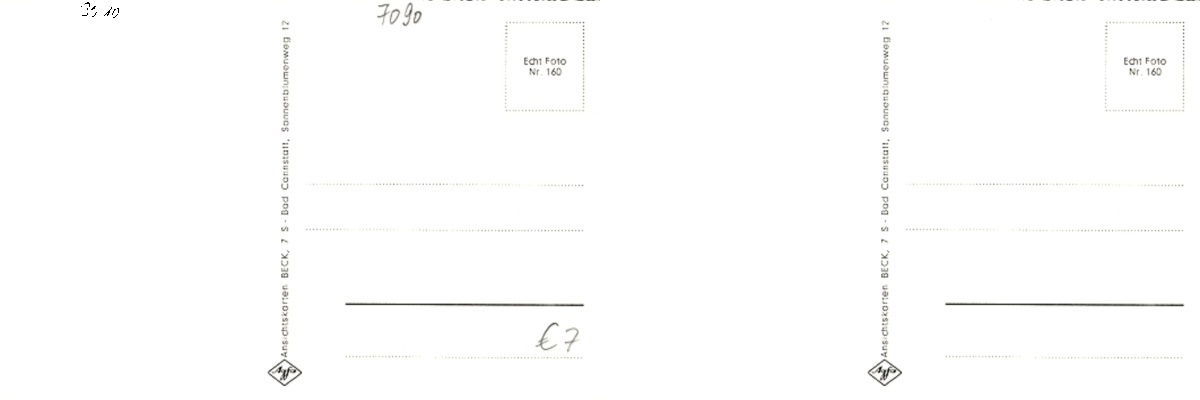 7090
Echt Foto
Nr. 160
Ansichtskarten BECK, 7 S - Bad Cannstatt, Sonnenblumenweg 12
€7
Agfa
Echt Foto
Nr. 160
Ansichtskarten BECK, 7 S - Bad Cannstatt, Sonnenblumenweg 12
Agfa